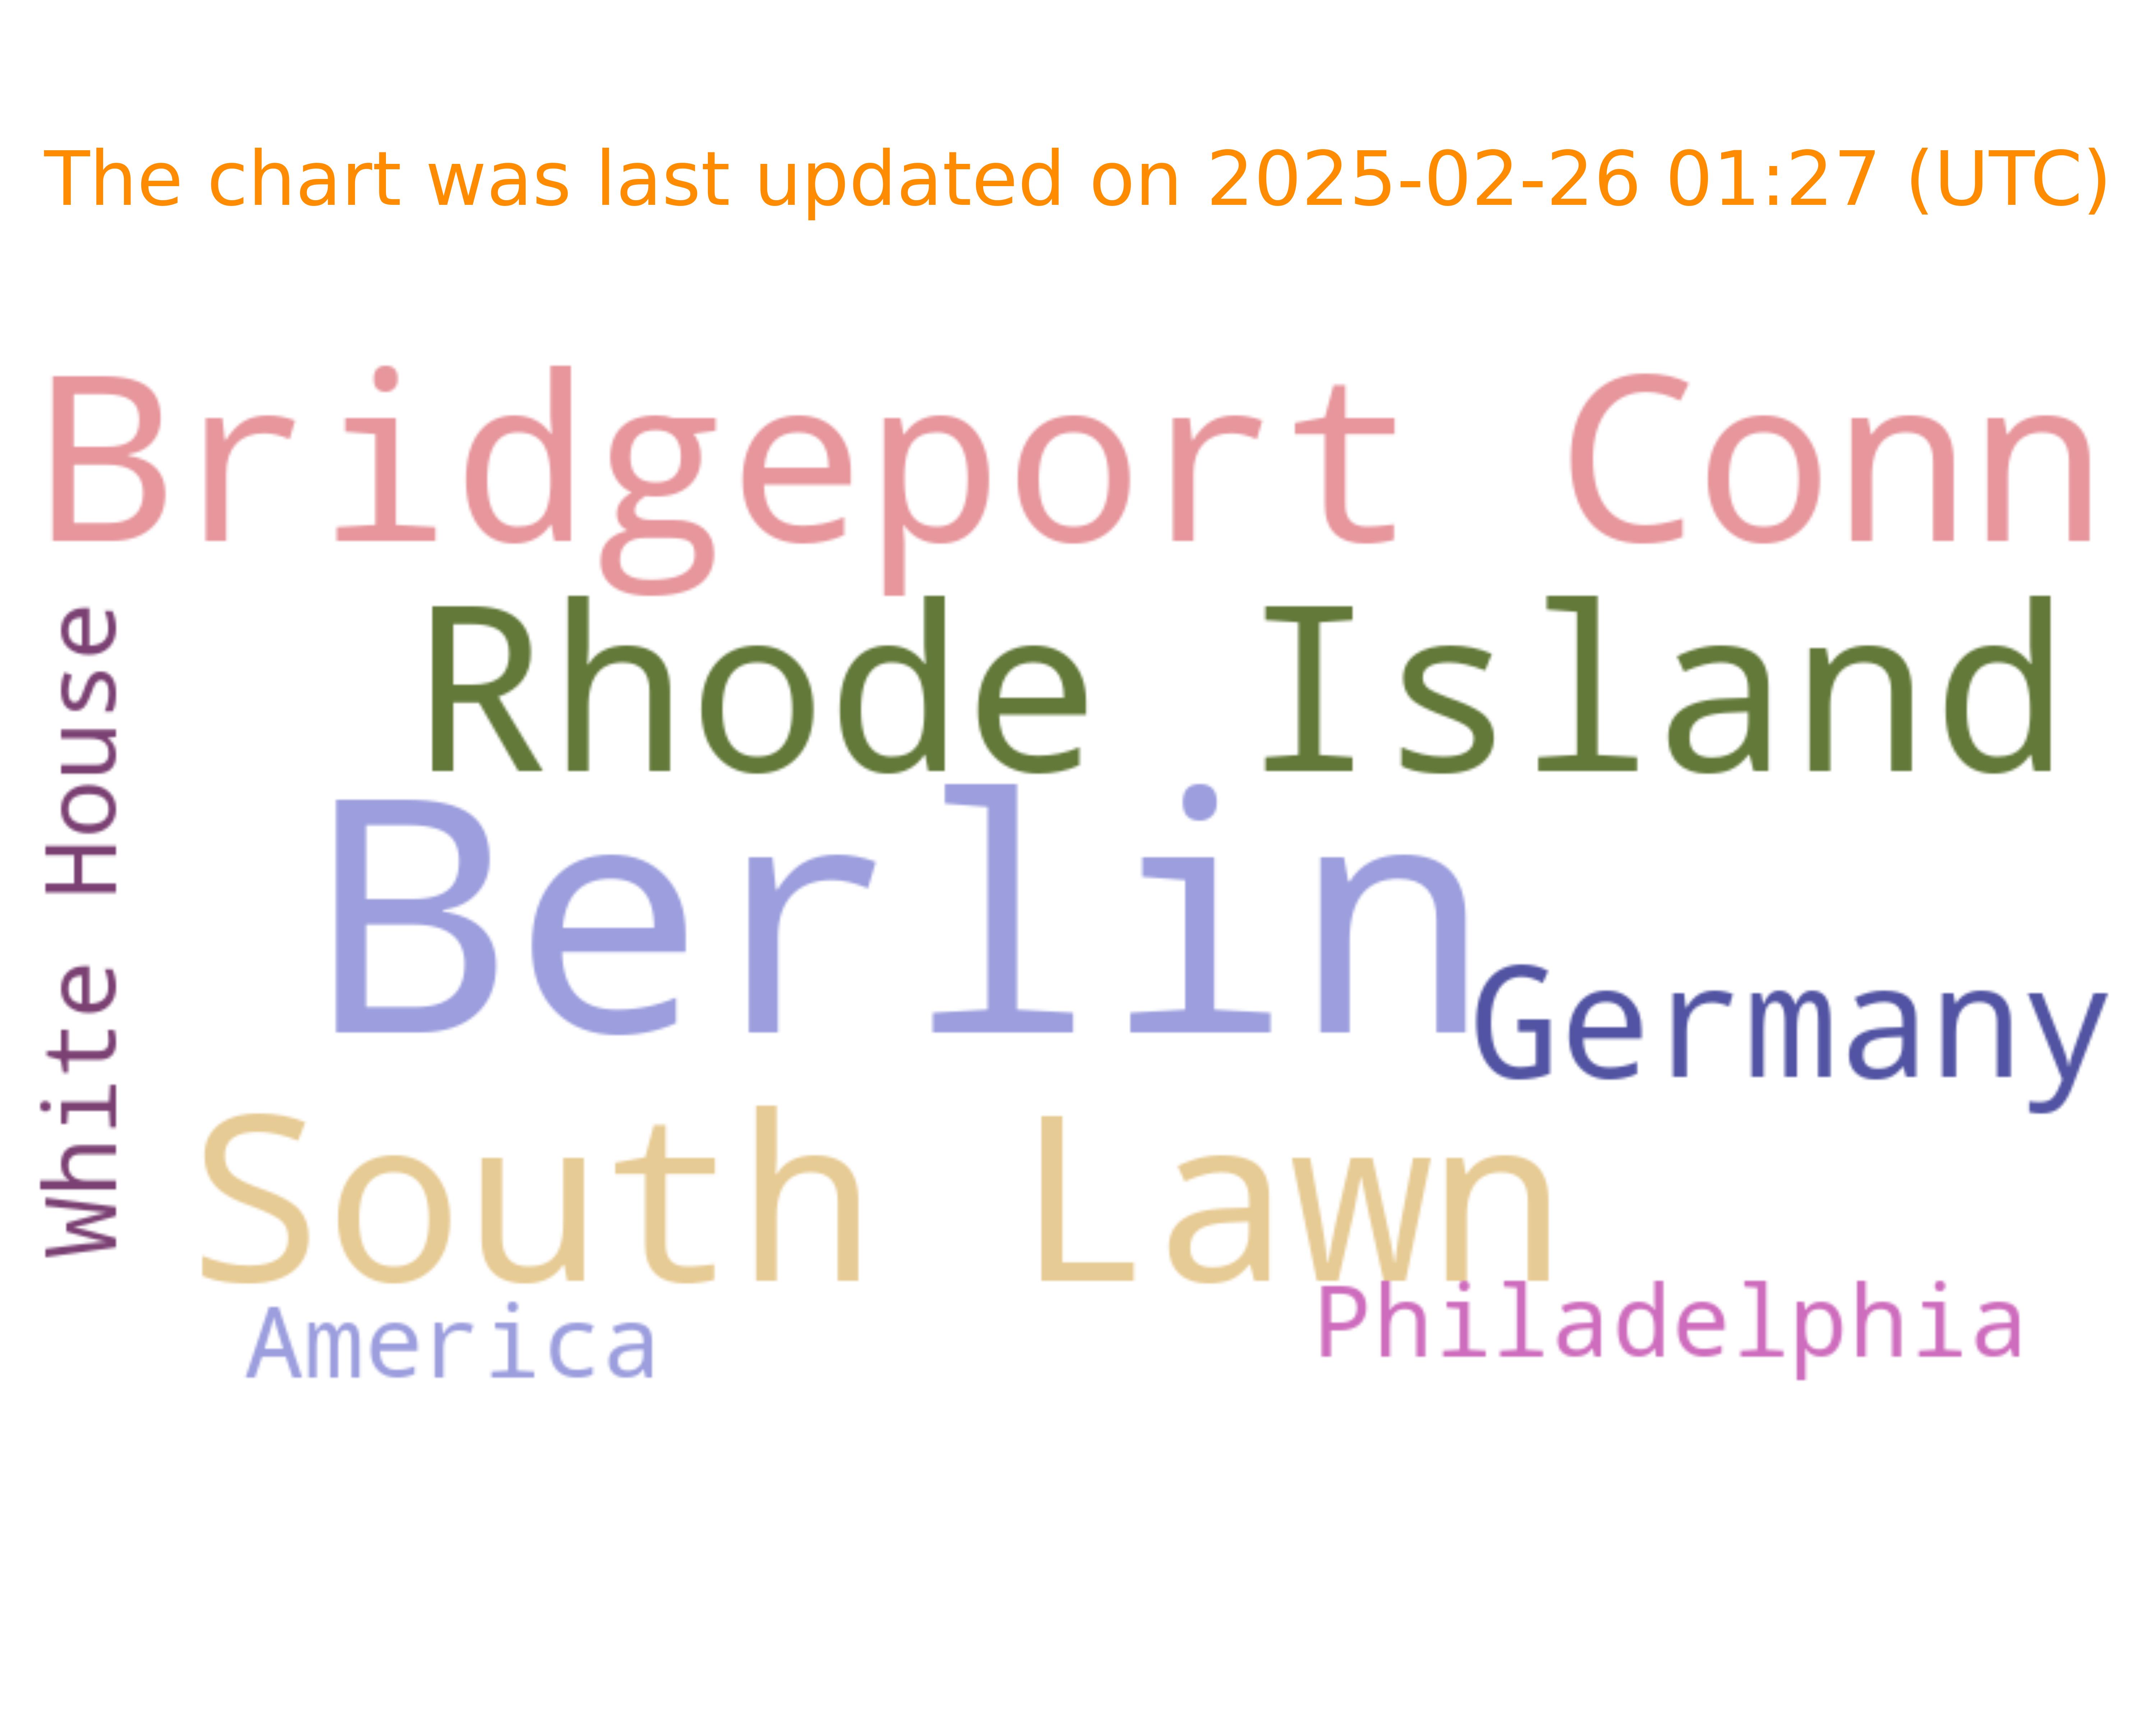 The chart was last updated on 2025-02-26 01:27 (UTC)
Bridgeport Conn
Rhode Island
White House
Berlin
Germany
South Lawn
America
Philadelphia